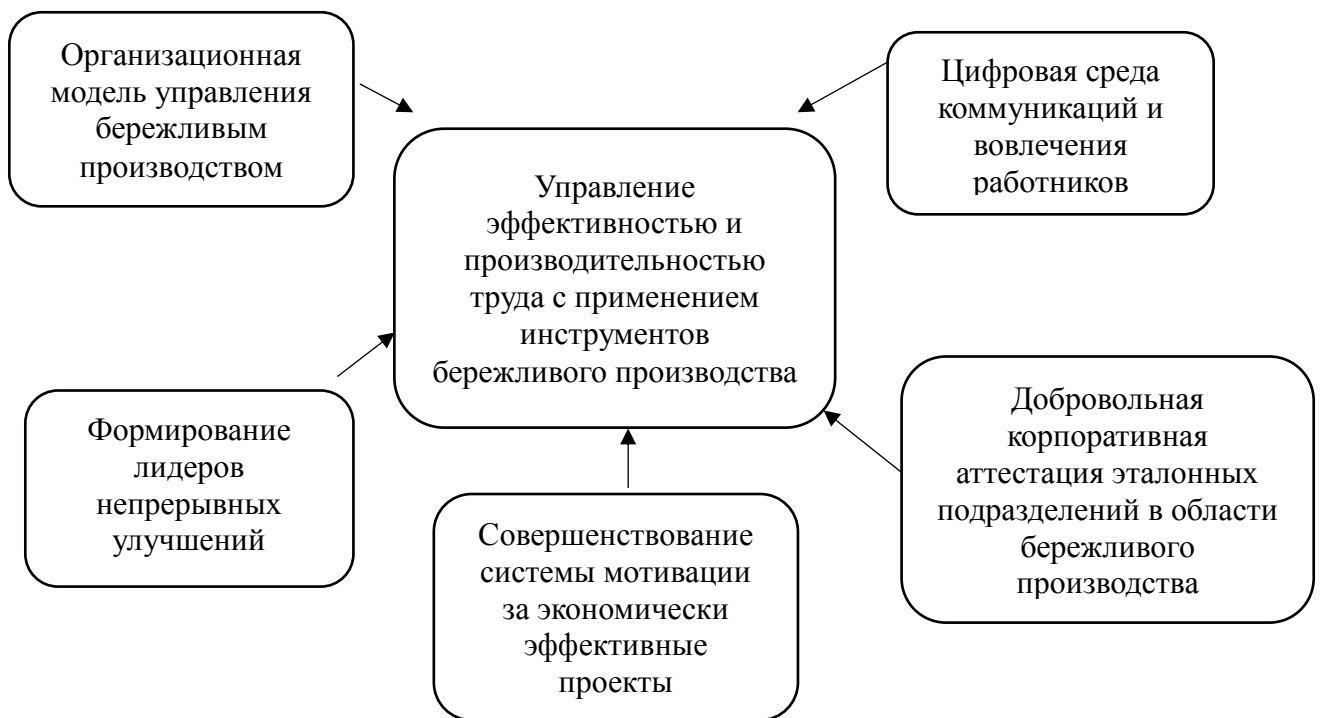 Организационная
модель управления
бережливым
производством
Цифровая среда
коммуникаций и
вовлечения
работников
Управление
эффективностью и
производительностью
труда с применением
инструментов
бережливого производства
Формирование
лидеров
непрерывных
улучшений
Совершенствование
системы мотивации
за экономически
эффективные
проекты
Добровольная
корпоративная
аттестация эталонных
подразделений в области
бережливого
производства